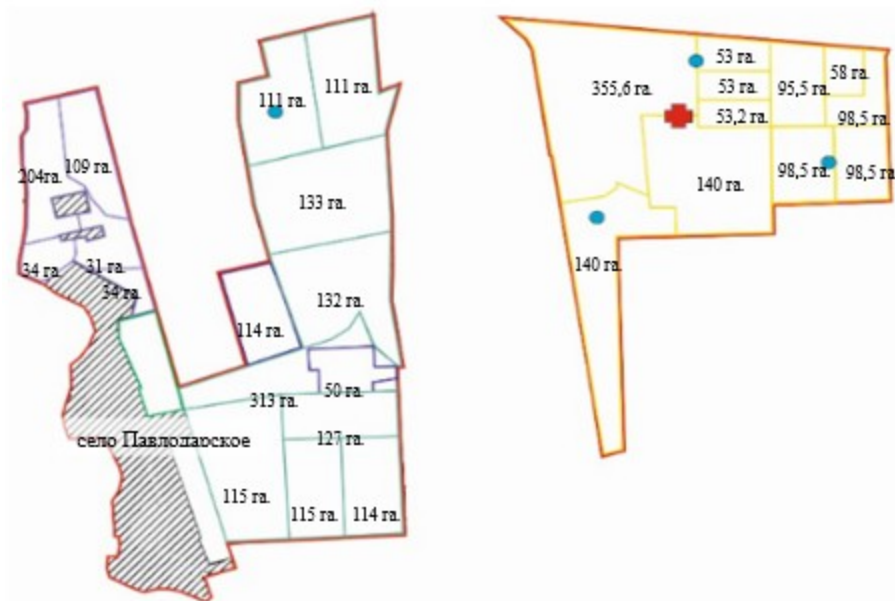 204га.
109 га.
34 га.
31 га.
34 га.
село Павлодарское
111 га.
111 га.
133 га.
132 га.
114 га.
50 га.
313 га.
127 га.
115 га.
115 га.
114 га.
355,6 га.
53 га.
53 га.
53,2 га.
95,5 га.
58 га.
98,5 га.
98,5 га.
98,5 га.
140 га.
140 га.